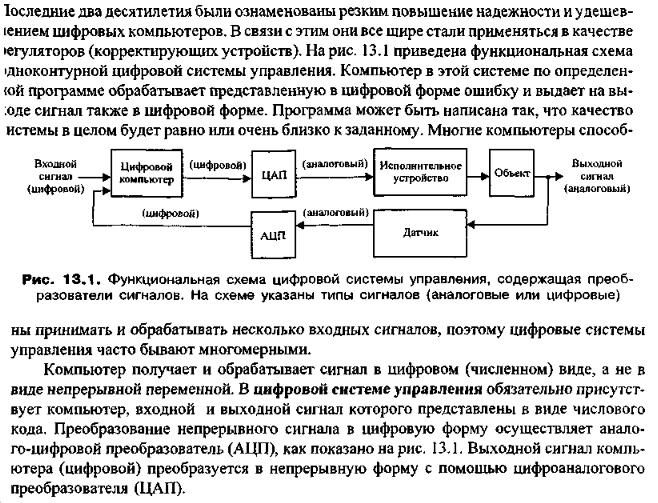 Последние два десятилетия были ознаменованы резким повышение надежности и удешев-
лением цифровых компьютеров. В связи с этим они все шире стали применяться в качестве
регуляторов (корректирующих устройств). На рис. 13.1 приведена функциональная схема
одноконтурной цифровой системы управления. Компьютер в этой системе по определен-
ной программе обрабатывает представленную в цифровой форме ошибку и выдает на вы-
ходе сигнал также в цифровой форме. Программа может быть написана так, что качество
системы в целом будет равно или очень близко к заданному. Многие компьютеры способ-
Входной
сигнал
(цифровой)
Цифровой
компьютер
(цифровой)
ЦАП
(аналоговый)
Исполнительное
устройство
Объект
Выходной
сигнал
(аналоговый)
(цифровой)
АЦП
(аналоговый)
Датчик
Рис. 13.1. Функциональная схема цифровой системы управления, содержащая преоб-
разователи сигналов. На схеме указаны типы сигналов (аналоговые или цифровые)
ны принимать и обрабатывать несколько входных сигналов, поэтому цифровые системы
управления часто бывают многомерными.
Компьютер получает и обрабатывает сигнал в цифровом (численном) виде, а не в
виде непрерывной переменной. В цифровой системе управления обязательно присутст-
вует компьютер, входной и выходной сигнал которого представлены в виде числового
кода. Преобразование непрерывного сигнала в цифровую форму осуществляет анало-
го-цифровой преобразователь (АЦП), как показано на рис. 13.1. Выходной сигнал компь-
ютера (цифровой) преобразуется в непрерывную форму с помощью цифроаналогового
преобразователя (ЦАП).